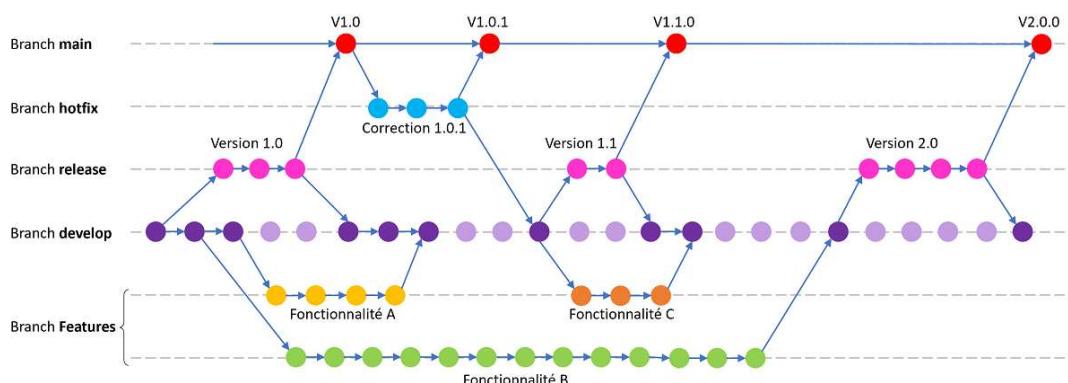 V1.0
V1.0.1
V1.1.0
V2.0.0
Branch main
Branch hotfix
Correction 1.0.1
Version 1.0
Version 1.1
Version 2.0
Branch release
Branch develop
Fonctionnalité A
Fonctionnalité C
Branch Features
Fonctionnalité B